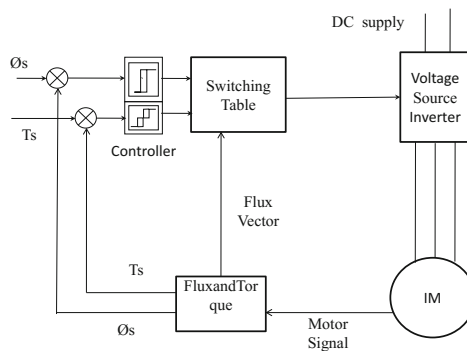 DC supply
Øs
Switching
Table
Voltage
Source
Inverter
Ts
Controller
Flux
Vector
Ts
FluxandTor
que
IM
Øs
Motor
Signal